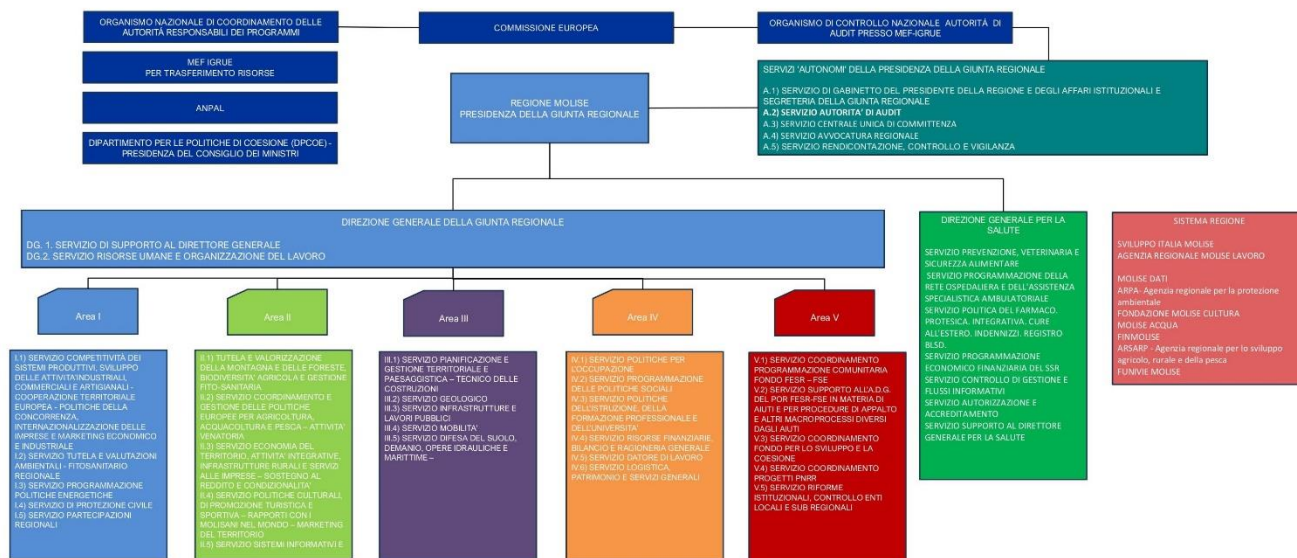 ORGANISMO NAZIONALE DI COORDINAMENTO DELLE
AUTORITÀ RESPONSABILI DEI PROGRAMMI
COMMISSIONE EUROPEA
ORGANISMO DI CONTROLLO NAZIONALE AUTORITÀ DI
AUDIT PRESSO MEF-IGRUE
MEF IGRUE
PER TRASFERIMENTO RISORSE
ANPAL
DIPARTIMENTO PER LE POLITICHE DI COESIONE (DPCOE) -
PRESIDENZA DEL CONSIGLIO DEI MINISTRI
REGIONE MOLISE
PRESIDENZA DELLA GIUNTA REGIONALE
SERVIZI 'AUTONOMI' DELLA PRESIDENZA DELLA GIUNTA REGIONALE
A.1) SERVIZIO DI GABINETTO DEL PRESIDENTE DELLA REGIONE E DEGLI AFFARI ISTITUZIONALI E
SEGRETERIA DELLA GIUNTA REGIONALE
A.2) SERVIZIO AUTORITA' DI AUDIT
A.3) SERVIZIO CENTRALE UNICA DI COMMITTENZA
A.4) SERVIZIO AVVOCATURA REGIONALE
A.5) SERVIZIO RENDICONTAZIONE, CONTROLLO E VIGILANZA
DIREZIONE GENERALE DELLA GIUNTA REGIONALE
DG. 1. SERVIZIO DI SUPPORTO AL DIRETTORE GENERALE
DG.2. SERVIZIO RISORSE UMANE E ORGANIZZAZIONE DEL LAVORO
Area I
I.1) SERVIZIO COMPETITIVITÀ DEI
SISTEMI PRODUTTIVI, SVILUPPO
DELLE ATTIVITA'INDUSTRIALI,
COMMERCIALI E ARTIGIANALI -
COOPERAZIONE TERRITORIALE
EUROPEA - POLITICHE DELLA
CONCORRENZA,
INTERNAZIONALIZZAZIONE DELLE
IMPRESE E MARKETING ECONOMICO
E INDUSTRIALE
I.2) SERVIZIO TUTELA E VALUTAZIONI
AMBIENTALI - FITOSANITARIO
REGIONALE
I.3) SERVIZIO PROGRAMMAZIONE
POLITICHE ENERGETICHE
I.4) SERVIZIO DI PROTEZIONE CIVILE
I.5) SERVIZIO PARTECIPAZIONI
REGIONALI
Area II
II.1) TUTELA E VALORIZZAZIONE
DELLA MONTAGNA E DELLE FORESTE,
BIODIVERSITA' AGRICOLA E GESTIONE
FITO-SANITARIA
II.2) SERVIZIO COORDINAMENTO E
GESTIONE DELLE POLITICHE
EUROPEE PER AGRICOLTURA,
ACQUACOLTURA E PESCA – ATTIVITA'
VENATORIA
II.3) SERVIZIO ECONOMIA DEL
TERRITORIO, ATTIVITA' INTEGRATIVE,
INFRASTRUTTURE RURALI E SERVIZI
ALLE IMPRESE – SOSTEGNO AL
REDDITO E CONDIZIONALITA'
II.4) SERVIZIO POLITICHE CULTURALI,
DI PROMOZIONE TURISTICA E
SPORTIVA – RAPPORTI CON I
MOLISANI NEL MONDO – MARKETING
DEL TERRITORIO
II.5) SERVIZIO SISTEMI INFORMATIVI E
Area III
III.1) SERVIZIO PIANIFICAZIONE E
GESTIONE TERRITORIALE E
PAESAGGISTICA – TECNICO DELLE
COSTRUZIONI
III.2) SERVIZIO GEOLOGICO
III.3) SERVIZIO INFRASTRUTTURE E
LAVORI PUBBLICI
III.4) SERVIZIO MOBILITA'
III.5) SERVIZIO DIFESA DEL SUOLO,
DEMANIO, OPERE IDRAULICHE E
MARITTIME –
Area IV
IV.1) SERVIZIO POLITICHE PER
L'OCCUPAZIONE
IV.2) SERVIZIO PROGRAMMAZIONE
DELLE POLITICHE SOCIALI
IV.3) SERVIZIO POLITICHE
DELL'ISTRUZIONE, DELLA
FORMAZIONE PROFESSIONALE E
DELL'UNIVERSITA'
IV.4) SERVIZIO RISORSE FINANZIARIE,
BILANCIO E RAGIONERIA GENERALE
IV.5) SERVIZIO DATORE DI LAVORO
IV.6) SERVIZIO LOGISTICA,
PATRIMONIO E SERVIZI GENERALI
Area V
V.1) SERVIZIO COORDINAMENTO
PROGRAMMAZIONE COMUNITARIA
FONDO FESR – FSE
V.2) SERVIZIO SUPPORTO ALL'A.D.G.
DEL POR FESR-FSE IN MATERIA DI
AIUTI E PER PROCEDURE DI APPALTO
E ALTRI MACROPROCESSI DIVERSI
DAGLI AIUTI
V.3) SERVIZIO COORDINAMENTO
FONDO PER LO SVILUPPO E LA
COESIONE
V.4) SERVIZIO COORDINAMENTO
PROGETTI PNRR
V.5) SERVIZIO RIFORME
ISTITUZIONALI, CONTROLLO ENTI
LOCALI E SUB REGIONALI
DIREZIONE GENERALE PER LA
SALUTE
SERVIZIO PREVENZIONE, VETERINARIA E
SICUREZZA ALIMENTARE
SERVIZIO PROGRAMMAZIONE DELLA
RETE OSPEDALIERA E DELL'ASSISTENZA
SPECIALISTICA AMBULATORIALE
SERVIZIO POLITICA DEL FARMACO.
PROTESICA. INTEGRATIVA. CURE
ALL'ESTERO. INDENNIZZI. REGISTRO
BLSD.
SERVIZIO PROGRAMMAZIONE
ECONOMICO FINANZIARIA DEL SSR
SERVIZIO CONTROLLO DI GESTIONE E
FLUSSI INFORMATIVI
SERVIZIO AUTORIZZAZIONE E
ACCREDITAMENTO
SERVIZIO SUPPORTO AL DIRETTORE
GENERALE PER LA SALUTE
SISTEMA REGIONE
SVILUPPO ITALIA MOLISE
AGENZIA REGIONALE MOLISE LAVORO
MOLISE DATI
ARPA- Agenzia regionale per la protezione
ambientale
FONDAZIONE MOLISE CULTURA
MOLISE ACQUA
FINMOLISE
ARSARP - Agenzia regionale per lo sviluppo
agricolo, rurale e della pesca
FUNIVIE MOLISE